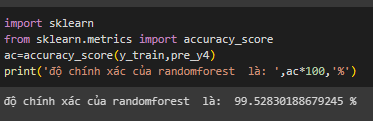 import sklearn
from sklearn.metrics import accuracy_score
ac=accuracy_score(y_train,pre_y4)
print('độ chính xác của randomforest  là: ',ac*100,'%')
độ chính xác của randomforest  là:  99.52830188679245 %